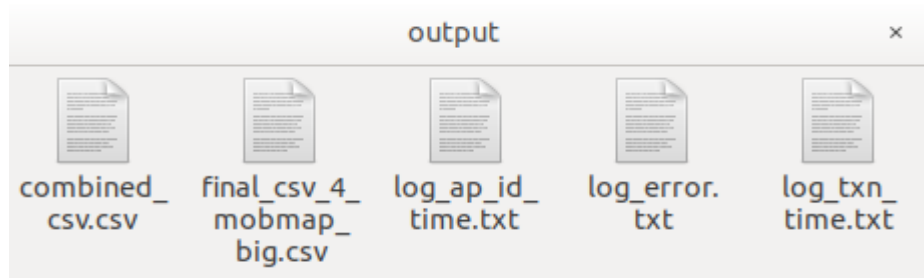 output ×
combined_ final_csv_4_ log_ap_id_ log_error. log_txn_
csv.csv mobmap_ time.txt txt time.txt
big.csv